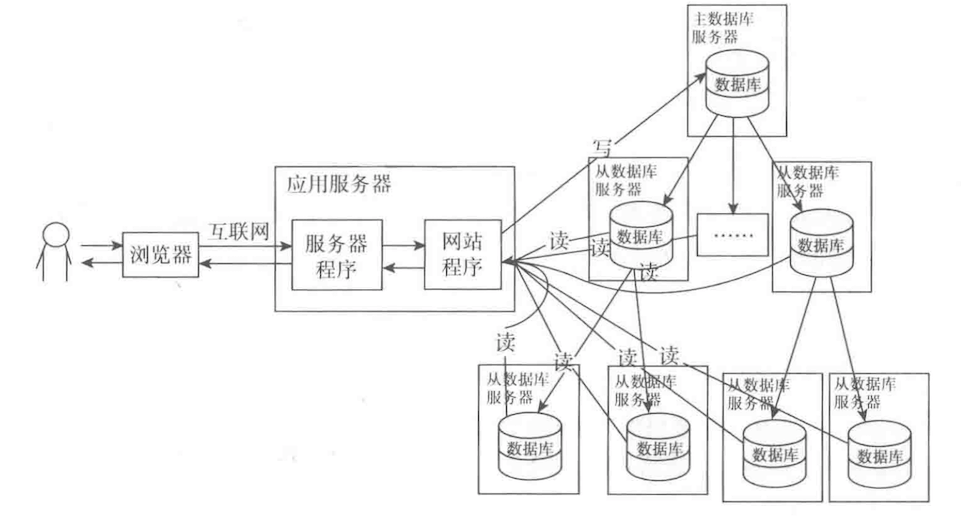 主数据库
服务器
数据库
写
从数据库
服务器
数据库
……
从数据库
服务器
数据库
应用服务器
浏览器
互联网
服务器
程序
网站
程序
读
读
读
读
读
读
读
从数据库
服务器
数据库
从数据库
服务器
数据库
从数据库
服务器
数据库
从数据库
服务器
数据库